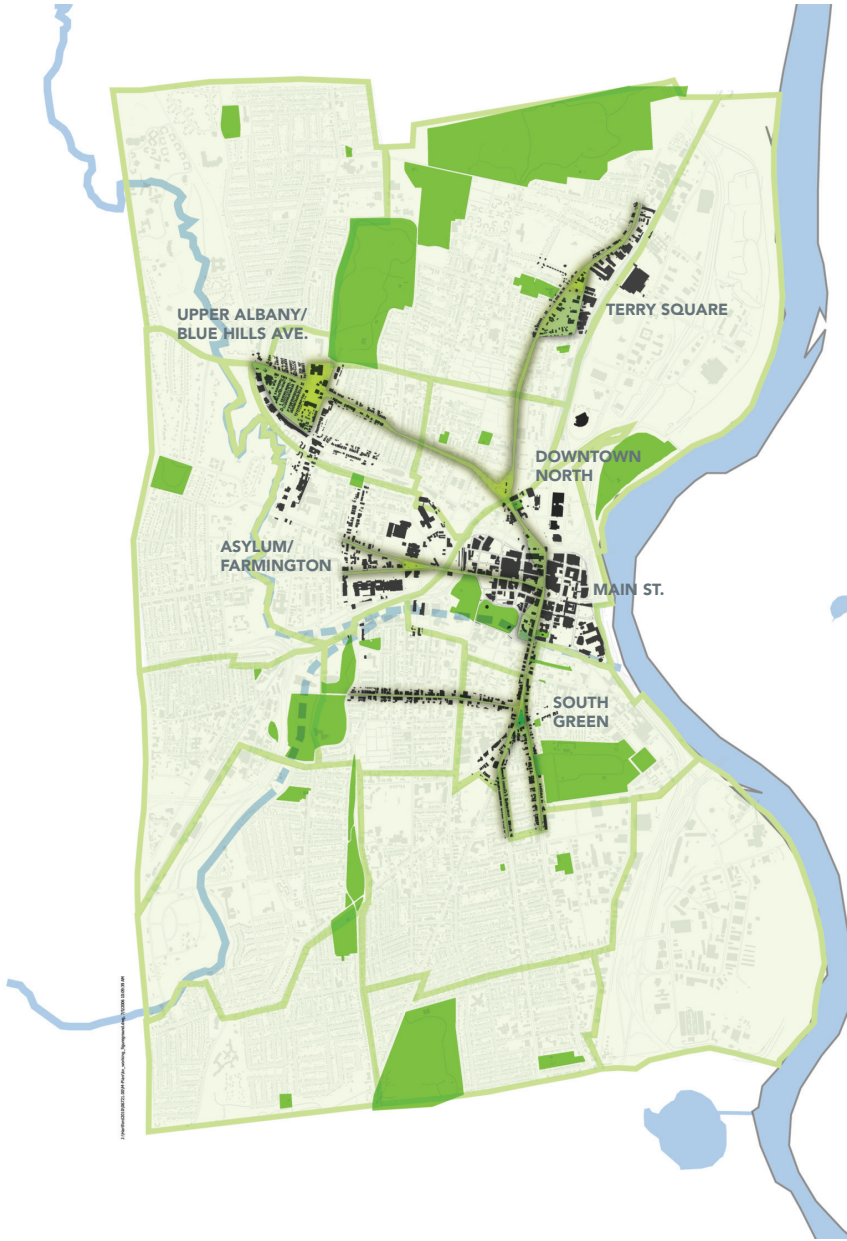 UPPER ALBANY/
BLUE HILLS AVE.
TERRY SQUARE
DOWNTOWN
NORTH
ASYLUM/
FARMINGTON
MAIN ST.
SOUTH
GREEN